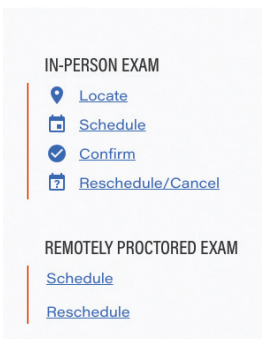 IN-PERSON EXAM
Locate
Schedule
Confirm
?
Reschedule/Cancel
REMOTELY PROCTORED EXAM
Schedule
Reschedule